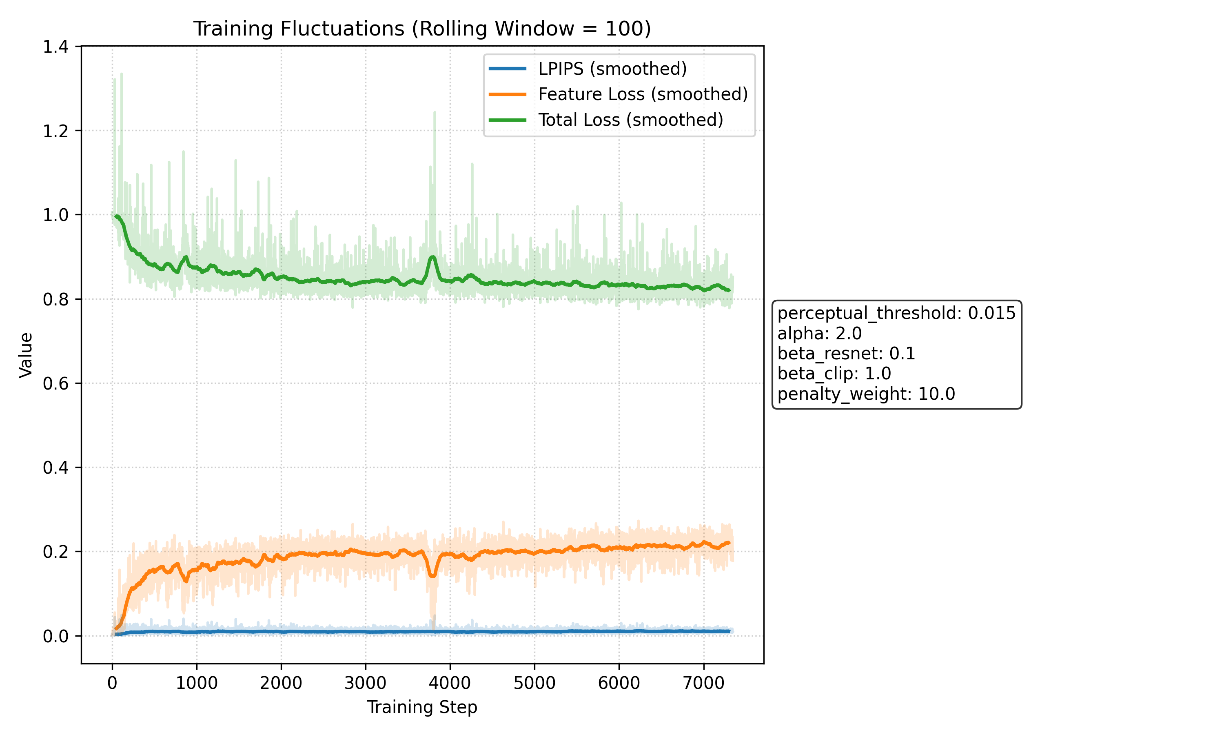 Training Fluctuations (Rolling Window = 100)
LPIPS (smoothed)
Feature Loss (smoothed)
Total Loss (smoothed)
1.4
1.2
1.0
0.8
0.6
0.4
0.2
0.0
Value
0 1000 2000 3000 4000 5000 6000 7000
Training Step
perceptual_threshold: 0.015
alpha: 2.0
beta_resnet: 0.1
beta_clip: 1.0
penalty_weight: 10.0